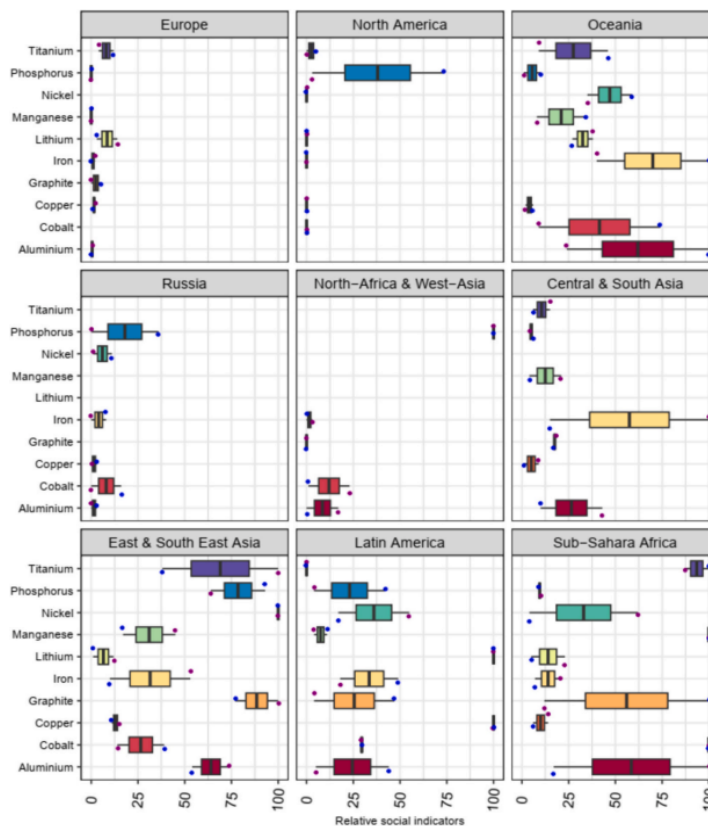 Europe North America Oceania
Titanium
Phosphorus
Nickel
Manganese
Lithium
Iron
Graphite
Copper
Cobalt
Aluminium
Russia North-Africa & West-Asia Central & South Asia
Titanium
Phosphorus
Nickel
Manganese
Lithium
Iron
Graphite
Copper
Cobalt
Aluminium
East & South East Asia Latin America Sub-Sahara Africa
Titanium
Phosphorus
Nickel
Manganese
Lithium
Iron
Graphite
Copper
Cobalt
Aluminium
0 25 50 75 100 0 25 50 75 100 0 25 50 75 100
Relative social indicators